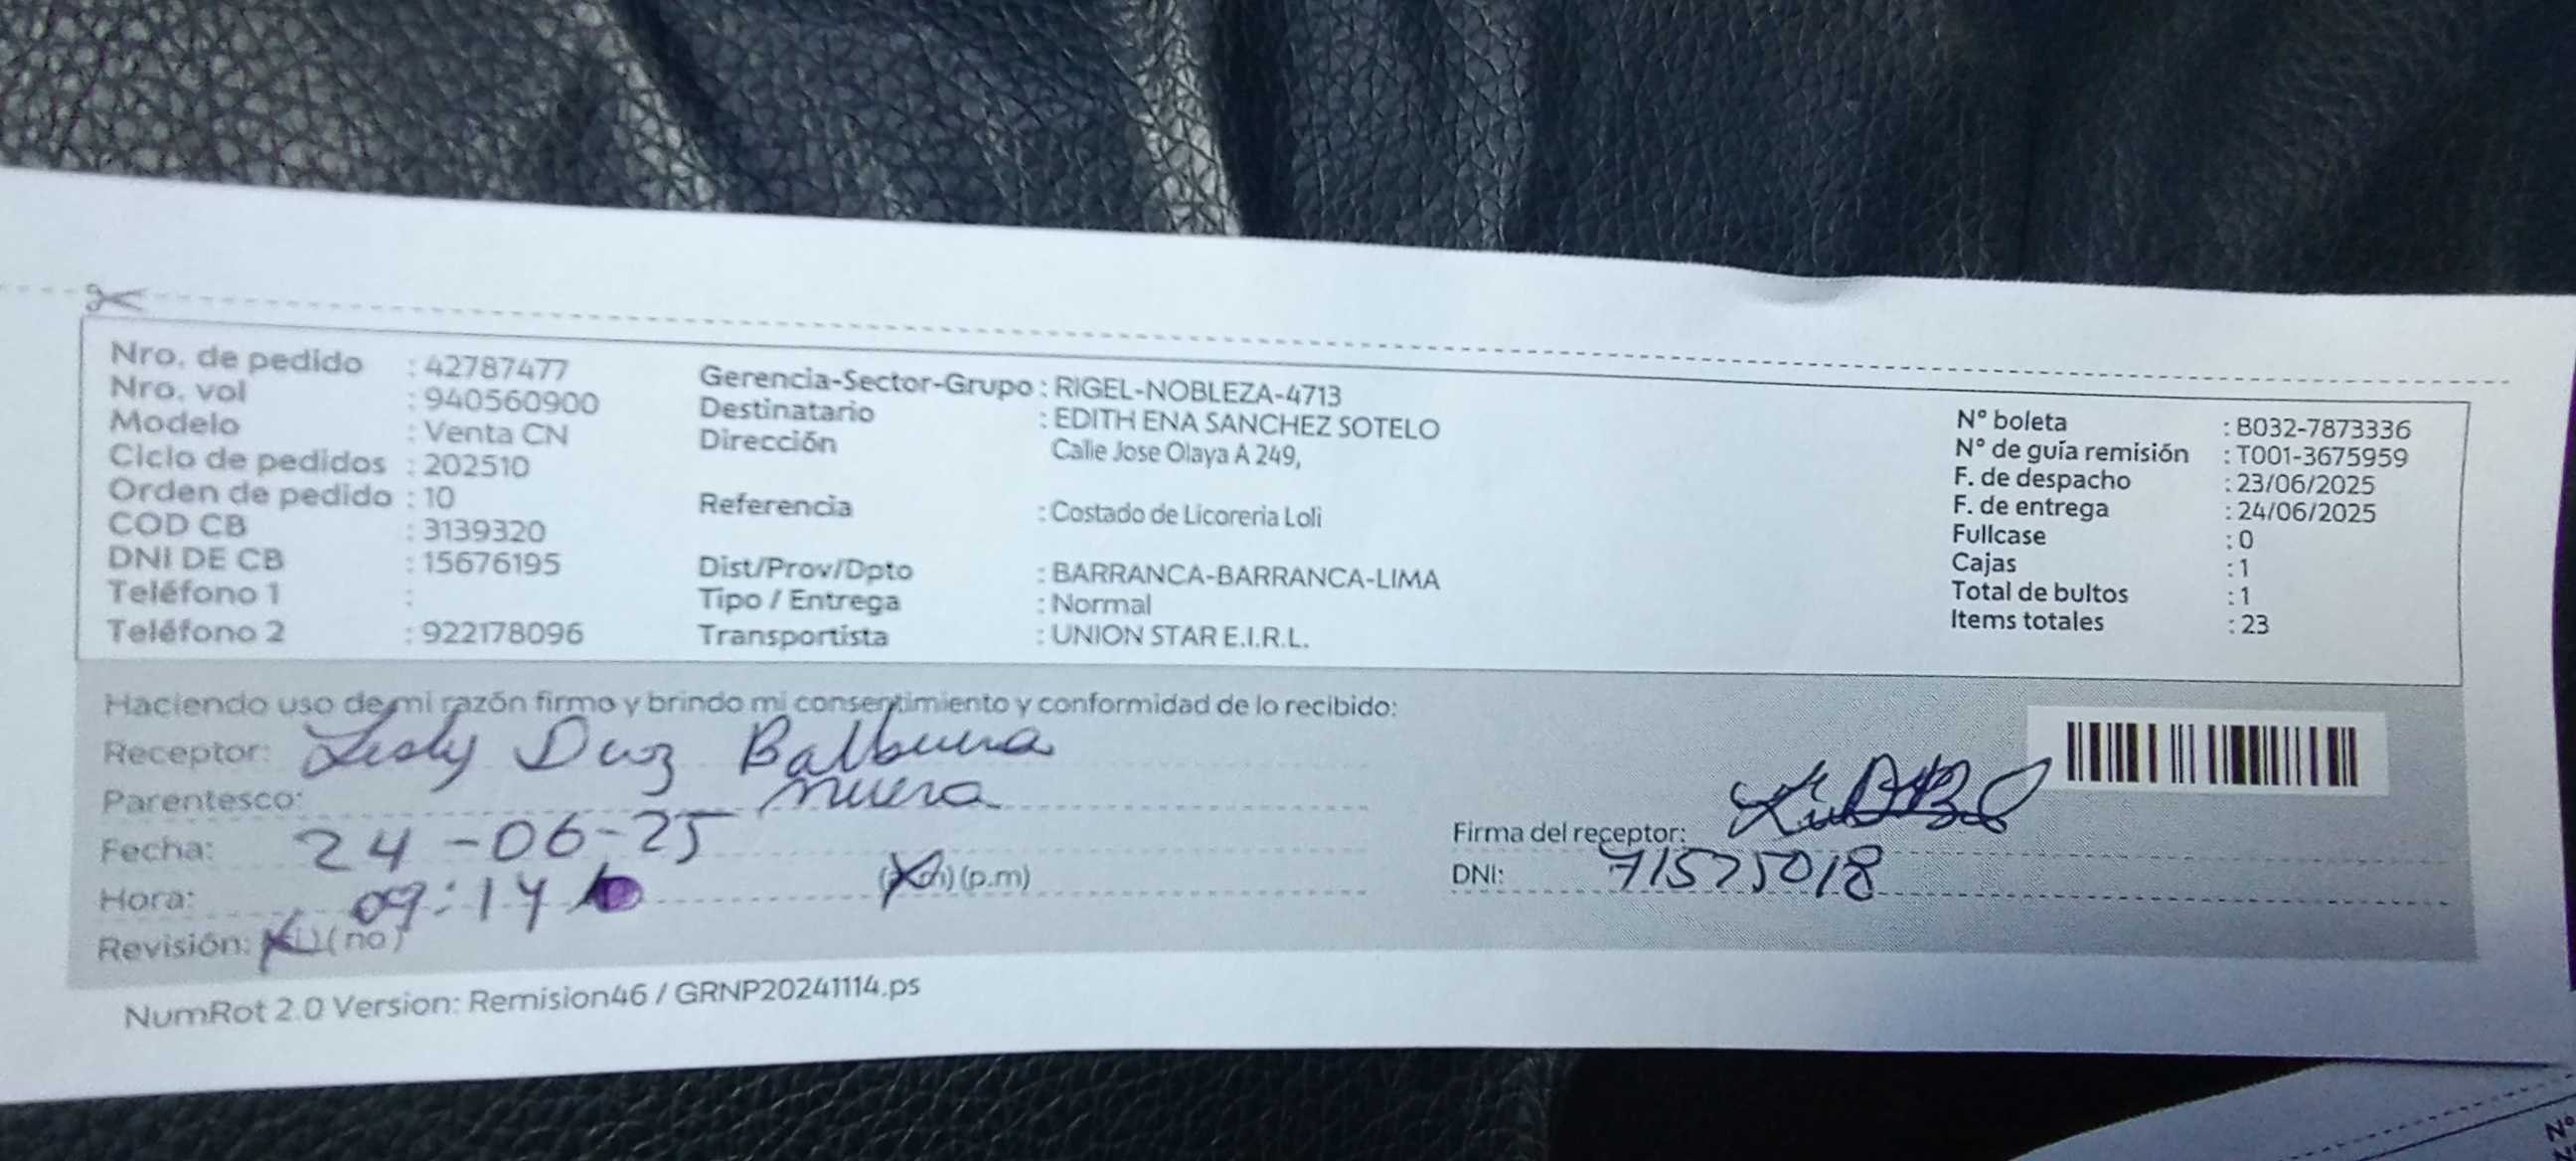 Nro. de pedido : 42787477
Nro. vol : 940560900
Modelo : Venta CN
Ciclo de pedidos : 202510
Orden de pedido : 10
COD CB : 3139320
DNI DE CB : 15676195
Teléfono 1 :
Teléfono 2 : 922178096
Gerencia-Sector-Grupo : RIGEL-NOBLEZA-4713
Destinatario : EDITH ENA SANCHEZ SOTELO
Dirección Calle Jose Olaya A 249,
Referencia : Costado de Licoreria Loli
Dist/Prov/Dpto : BARRANCA-BARRANCA-LIMA
Tipo / Entrega : Normal
Transportista : UNION STAR E.I.R.L.
N° boleta : B032-7873336
N° de guía remisión : T001-3675959
F. de despacho : 23/06/2025
F. de entrega : 24/06/2025
Fullcase : 0
Cajas : 1
Total de bultos : 1
Items totales : 23
Haciendo uso de mi razón firmo y brindo mi consentimiento y conformidad de lo recibido:
Receptor: Lesly Diaz Balbuena
Parentesco: nuera
Fecha: 24-06-25
Hora: 09:14 (p.m)
Revisión: (no)
Firma del receptor:
DNI: 71575018
NumRot 2.0 Version: Remision46 / GRNP20241114.ps